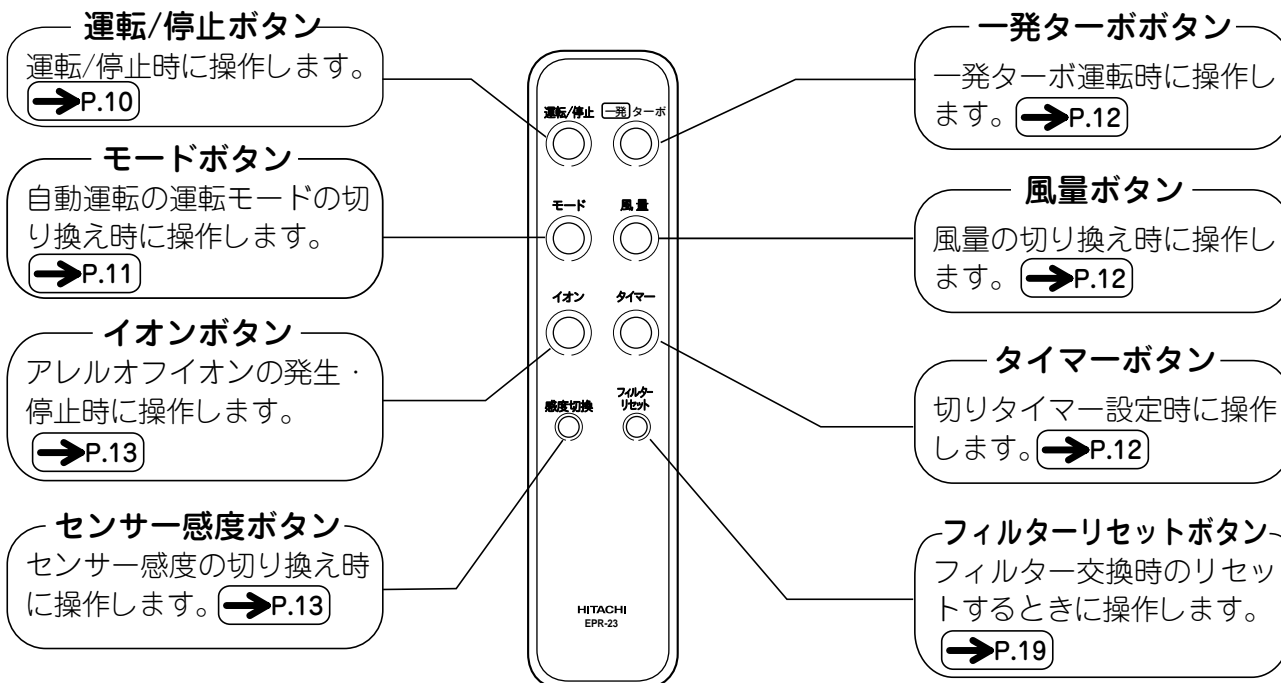 運転/停止ボタン
運転/停止時に操作します。
➔P.10
モードボタン
自動運転の運転モードの切
り換え時に操作します。
➔P.11
イオンボタン
アレルオフイオンの発生・
停止時に操作します。
➔P.13
センサー感度ボタン
センサー感度の切り換え時
に操作します。➔P.13
運転/停止 一発ターボ
モード 風量
イオン タイマー
感度切換 フィルター
リセット
HITACHI
EPR-23
一発ターボボタン
一発ターボ運転時に操作し
ます。➔P.12
風量ボタン
風量の切り換え時に操作し
ます。➔P.12
タイマーボタン
切りタイマー設定時に操作
します。➔P.12
フィルターリセットボタン
フィルター交換時のリセッ
トするときに操作します。
➔P.19